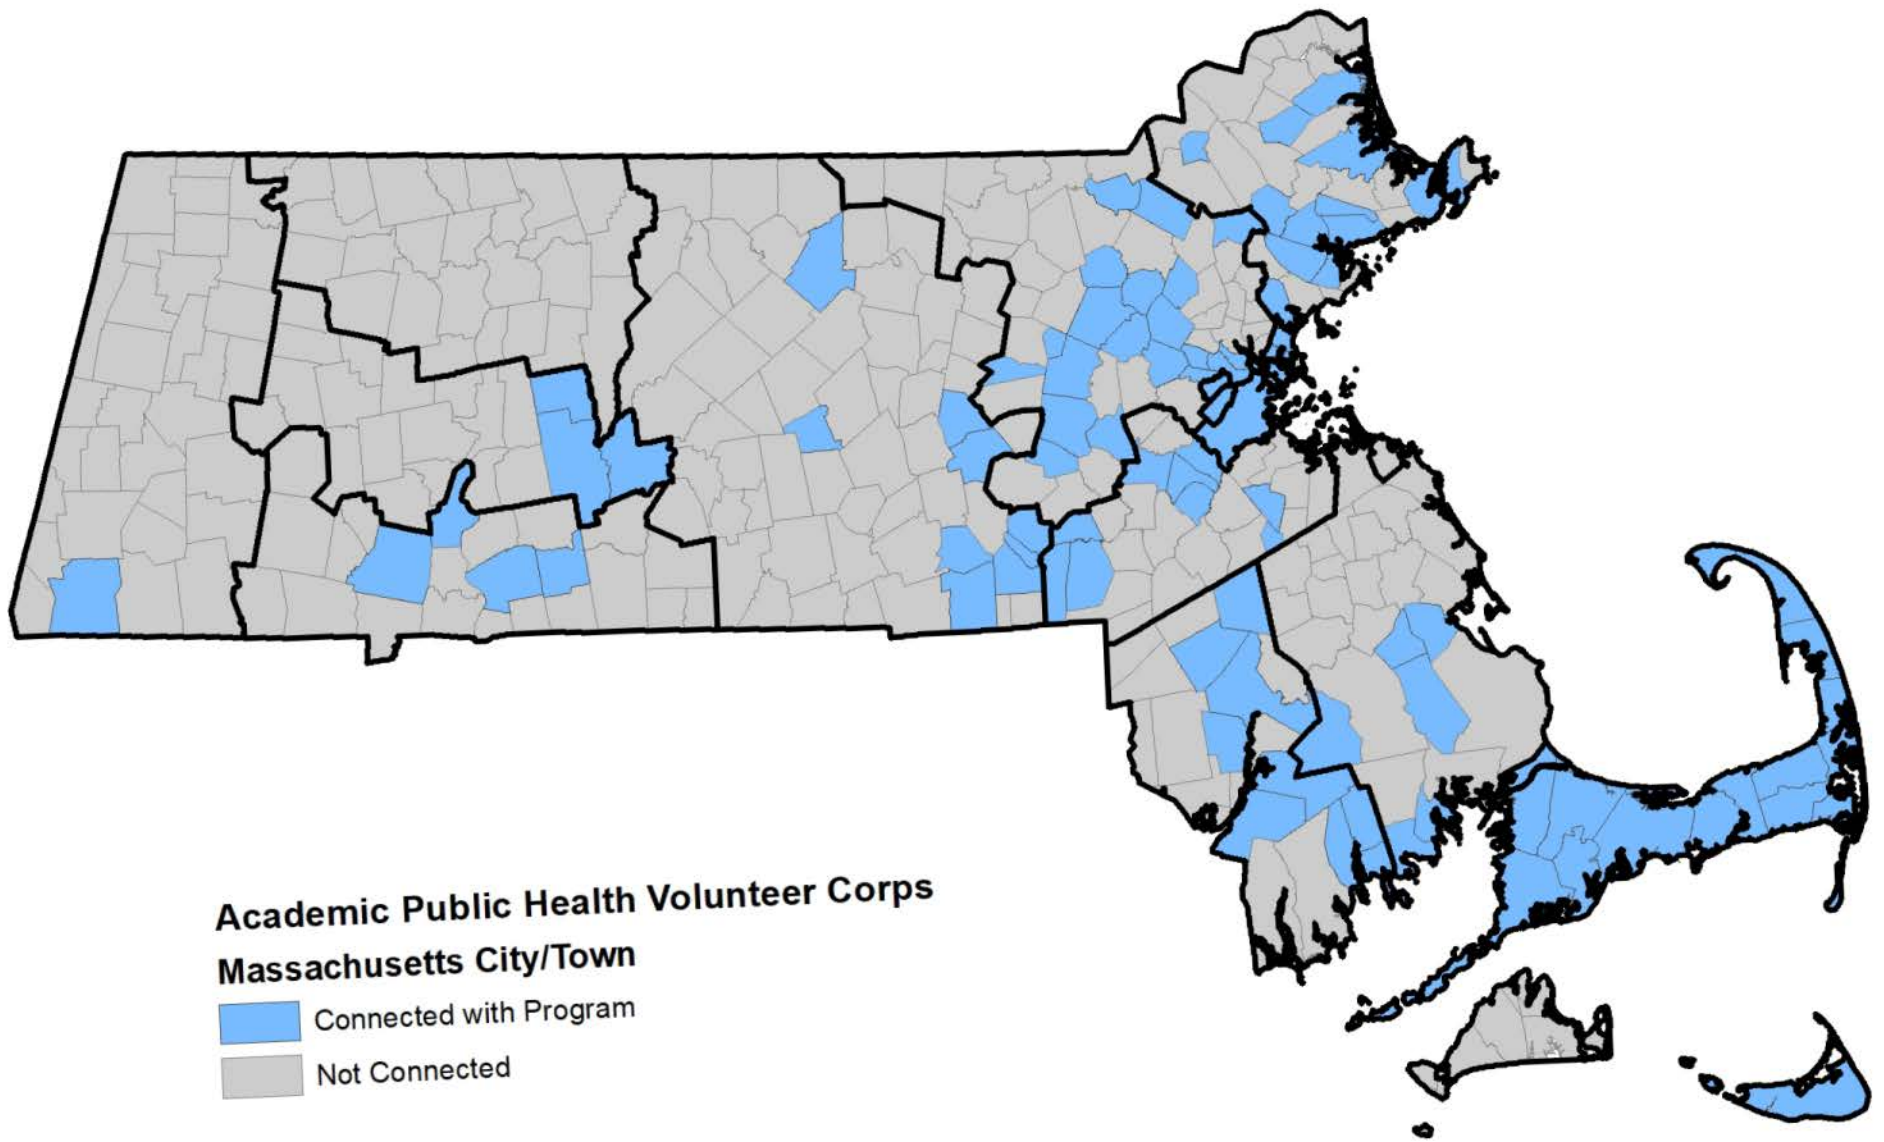 Academic Public Health Volunteer Corps
Massachusetts City/Town
Connected with Program
Not Connected